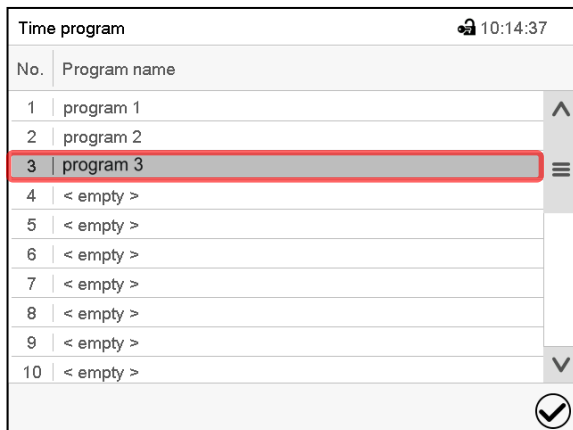 Time program 10:14:37
No. Program name
1 program 1
2 program 2
3 program 3
4 < empty >
5 < empty >
6 < empty >
7 < empty >
8 < empty >
9 < empty >
10 < empty >